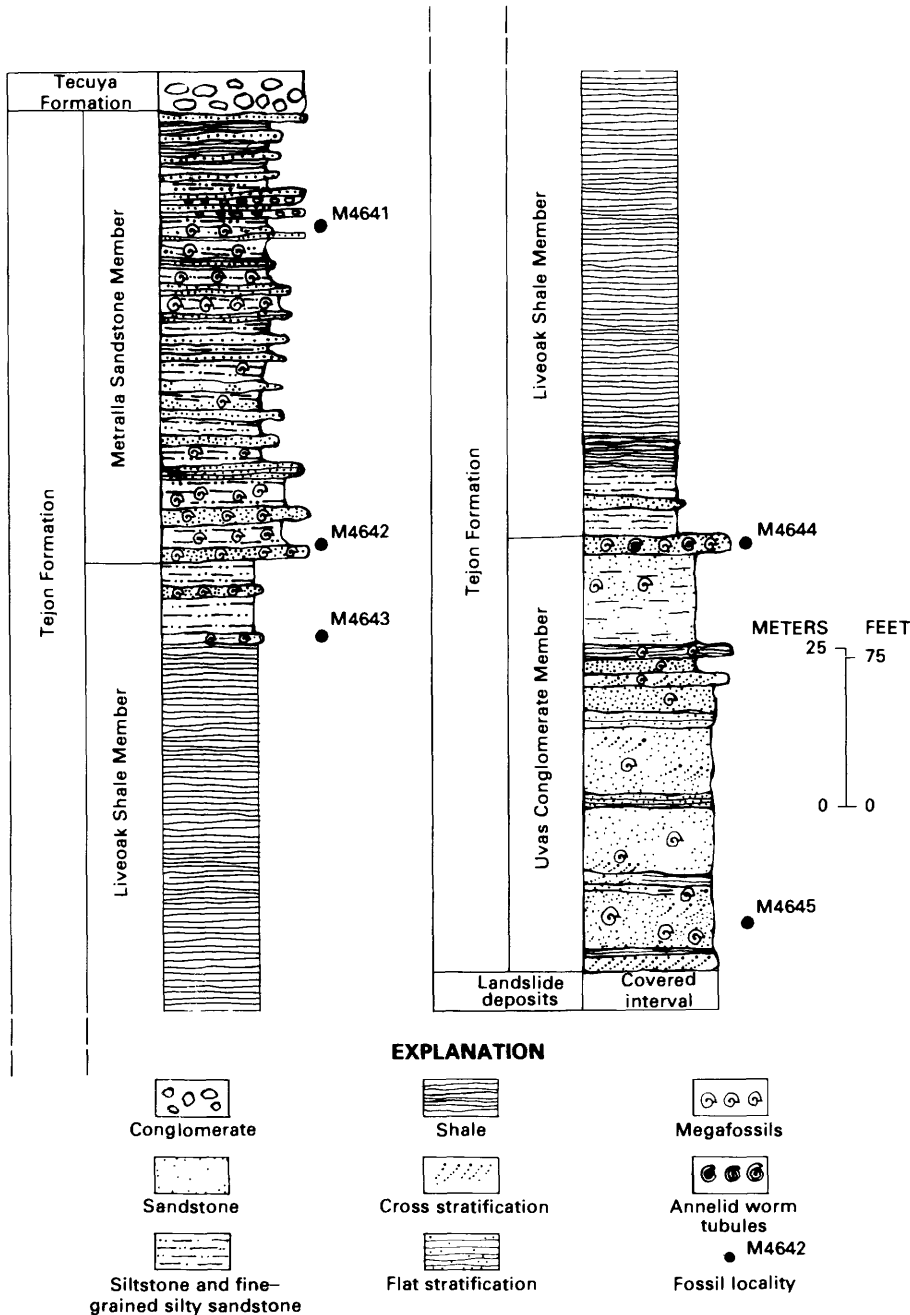 Tecuya
Formation
Tejon Formation
Metralla Sandstone Member
Liveoak Shale Member
M4641
M4642
M4643
Tejon Formation
Liveoak Shale Member
Uvas Conglomerate Member
M4644
METERS FEET
25 75
0 0
M4645
Landslide
deposits
Covered
interval
EXPLANATION
Conglomerate
Shale
Megafossils
Sandstone
Cross stratification
Annelid worm
tubules
Siltstone and fine–
grained silty sandstone
Flat stratification
M4642
Fossil locality